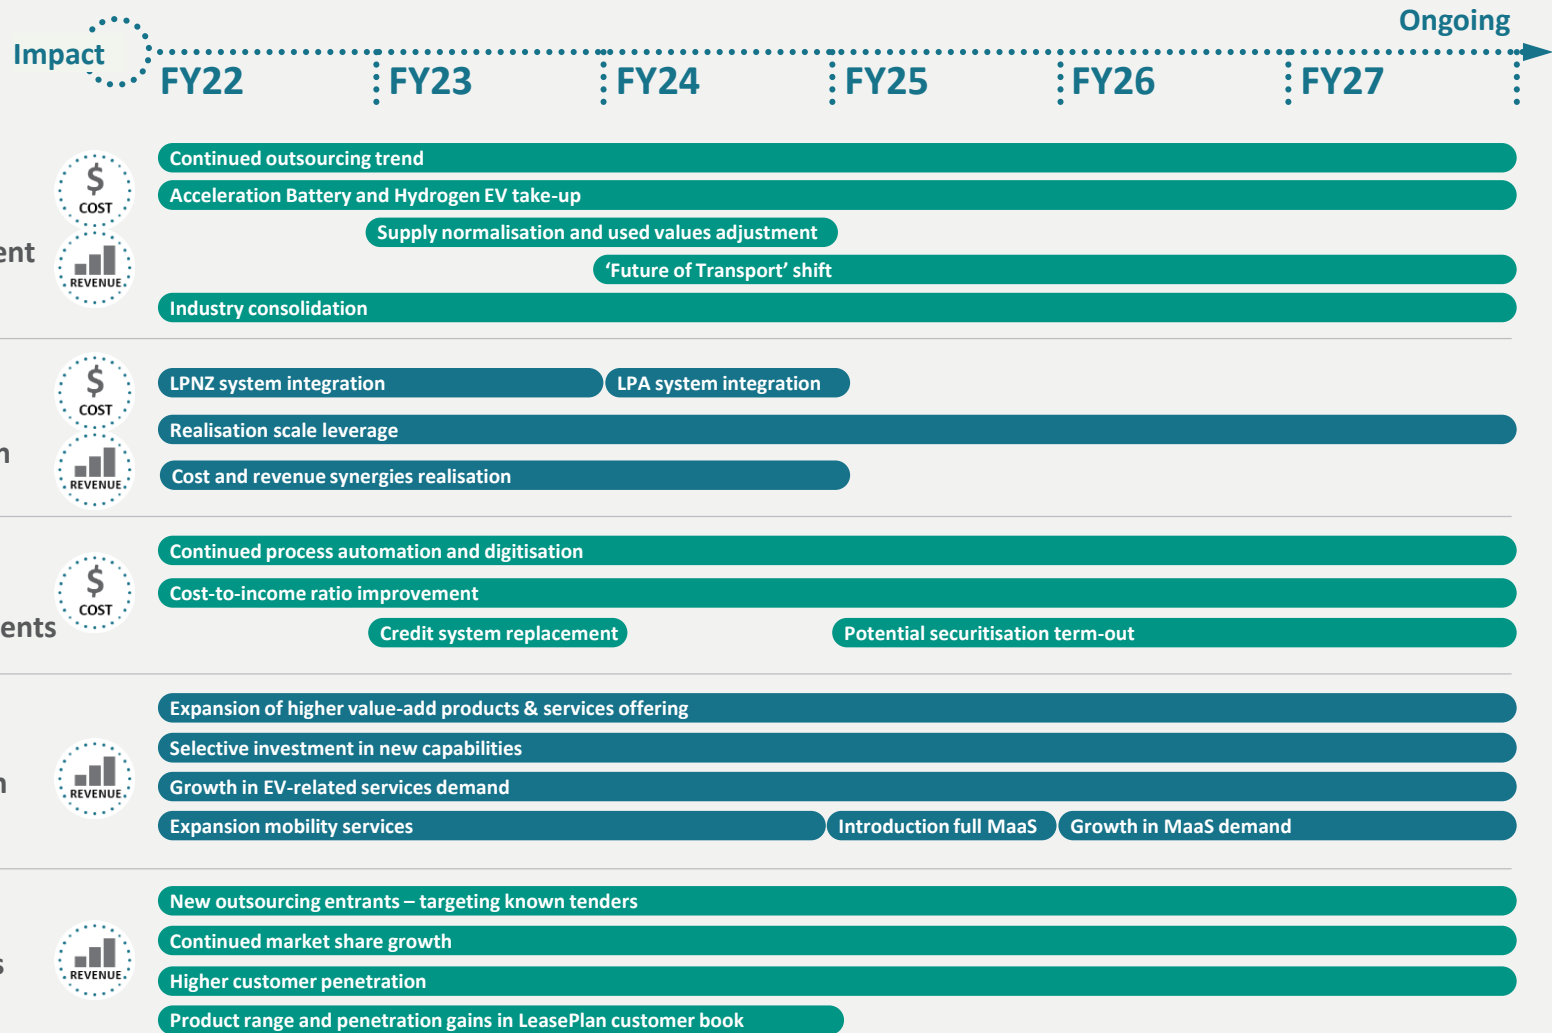 Ongoing
Impact
FY22
FY23
FY24
FY25
FY26
FY27
$
COST
REVENUE
ent
Continued outsourcing trend
Acceleration Battery and Hydrogen EV take-up
Supply normalisation and used values adjustment
‘Future of Transport’ shift
Industry consolidation
$
COST
REVENUE
n
LPNZ system integration
LPA system integration
Realisation scale leverage
Cost and revenue synergies realisation
$
COST
ents
Continued process automation and digitisation
Cost-to-income ratio improvement
Credit system replacement
Potential securitisation term-out
REVENUE
n
Expansion of higher value-add products & services offering
Selective investment in new capabilities
Growth in EV-related services demand
Expansion mobility services
Introduction full MaaS
Growth in MaaS demand
REVENUE
s
New outsourcing entrants – targeting known tenders
Continued market share growth
Higher customer penetration
Product range and penetration gains in LeasePlan customer book